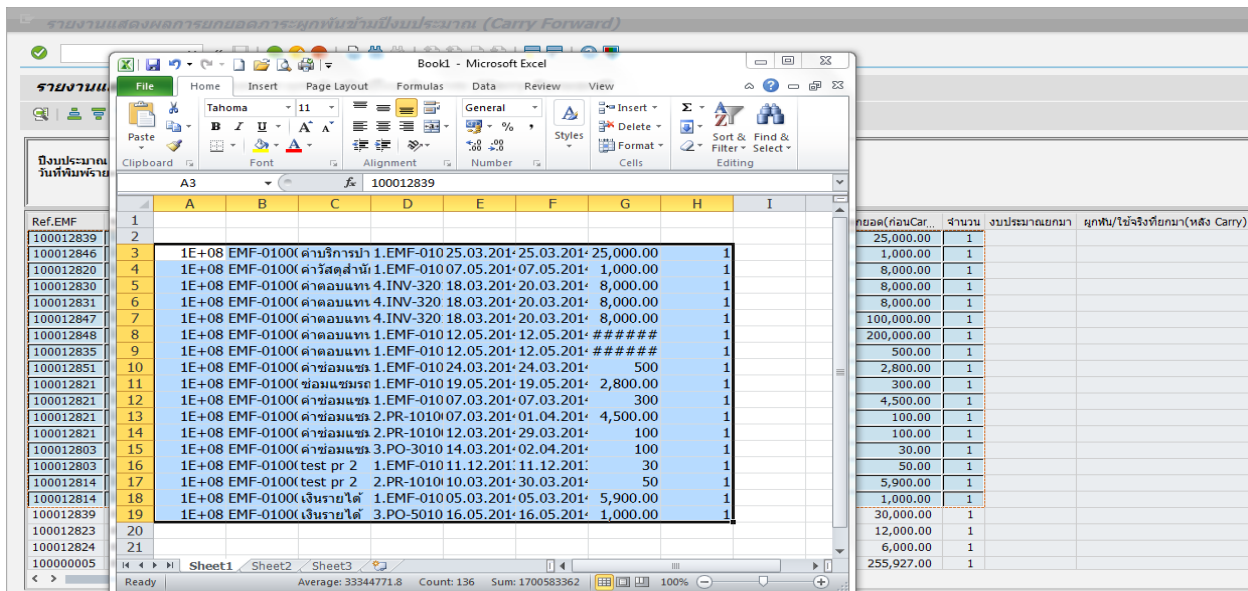 รายงานแสดงผลการยกยอดภาระผูกพันข้ามปีงบประมาณ (Carry Forward)
Book1 - Microsoft Excel
รายงานแ
File Home Insert Page Layout Formulas Data Review View
Tahoma 11 General Insert Σ
Paste B I U A A Styles Delete Sort & Find &
% , Format Filter Select
Clipboard Font Alignment Number Cells Editing
ปีงบประมาณ
วันที่พิมพ์ราย
A3 fx 100012839
A B C D E F G H I
Ref.EMF 1 กยอด(ก่อนCar... จำนวน งบประมาณยกมา ผูกพัน/ใช้จริงที่ยกมา(หลัง Carry)
100012839 2 25,000.00 1
100012846 3 1E+08 EMF-0100( ค่าบริการบำ 1.EMF-010 25.03.201 25.03.201 25,000.00 1 1,000.00 1
100012820 4 1E+08 EMF-0100( ค่าวัสดุสำนั 1.EMF-010 07.05.201 07.05.201 1,000.00 1 8,000.00 1
100012830 5 1E+08 EMF-0100( ค่าตอบแทน 4.INV-320 18.03.201 20.03.201 8,000.00 1 8,000.00 1
100012831 6 1E+08 EMF-0100( ค่าตอบแทน 4.INV-320 18.03.201 20.03.201 8,000.00 1 8,000.00 1
100012847 7 1E+08 EMF-0100( ค่าตอบแทน 4.INV-320 18.03.201 20.03.201 8,000.00 1 100,000.00 1
100012848 8 1E+08 EMF-0100( ค่าตอบแทน 1.EMF-010 12.05.201 12.05.201 ###### 1 200,000.00 1
100012835 9 1E+08 EMF-0100( ค่าตอบแทน 1.EMF-010 12.05.201 12.05.201 ###### 1 500.00 1
100012851 10 1E+08 EMF-0100( ค่าซ่อมแซม 1.EMF-010 24.03.201 24.03.201 500 1 2,800.00 1
100012821 11 1E+08 EMF-0100( ซ่อมแซมรถ 1.EMF-010 19.05.201 19.05.201 2,800.00 1 300.00 1
100012821 12 1E+08 EMF-0100( ค่าซ่อมแซม 1.EMF-010 07.03.201 07.03.201 300 1 4,500.00 1
100012821 13 1E+08 EMF-0100( ค่าซ่อมแซม 2.PR-1010 07.03.201 01.04.201 4,500.00 1 100.00 1
100012821 14 1E+08 EMF-0100( ค่าซ่อมแซม 2.PR-1010 12.03.201 29.03.201 100 1 100.00 1
100012803 15 1E+08 EMF-0100( ค่าซ่อมแซม 3.PO-3010 14.03.201 02.04.201 100 1 30.00 1
100012803 16 1E+08 EMF-0100( test pr 2 1.EMF-010 11.12.201 11.12.201 30 1 50.00 1
100012814 17 1E+08 EMF-0100( test pr 2 2.PR-1010 10.03.201 30.03.201 50 1 5,900.00 1
100012814 18 1E+08 EMF-0100( เงินรายได้ 1.EMF-010 05.03.201 05.03.201 5,900.00 1 1,000.00 1
100012839 19 1E+08 EMF-0100( เงินรายได้ 3.PO-5010 16.05.201 16.05.201 1,000.00 1 30,000.00 1
100012823 20 12,000.00 1
100012824 21 6,000.00 1
100000005 Sheet1 Sheet2 Sheet3 255,927.00 1
Ready Average: 33344771.8 Count: 136 Sum: 1700583362 100%